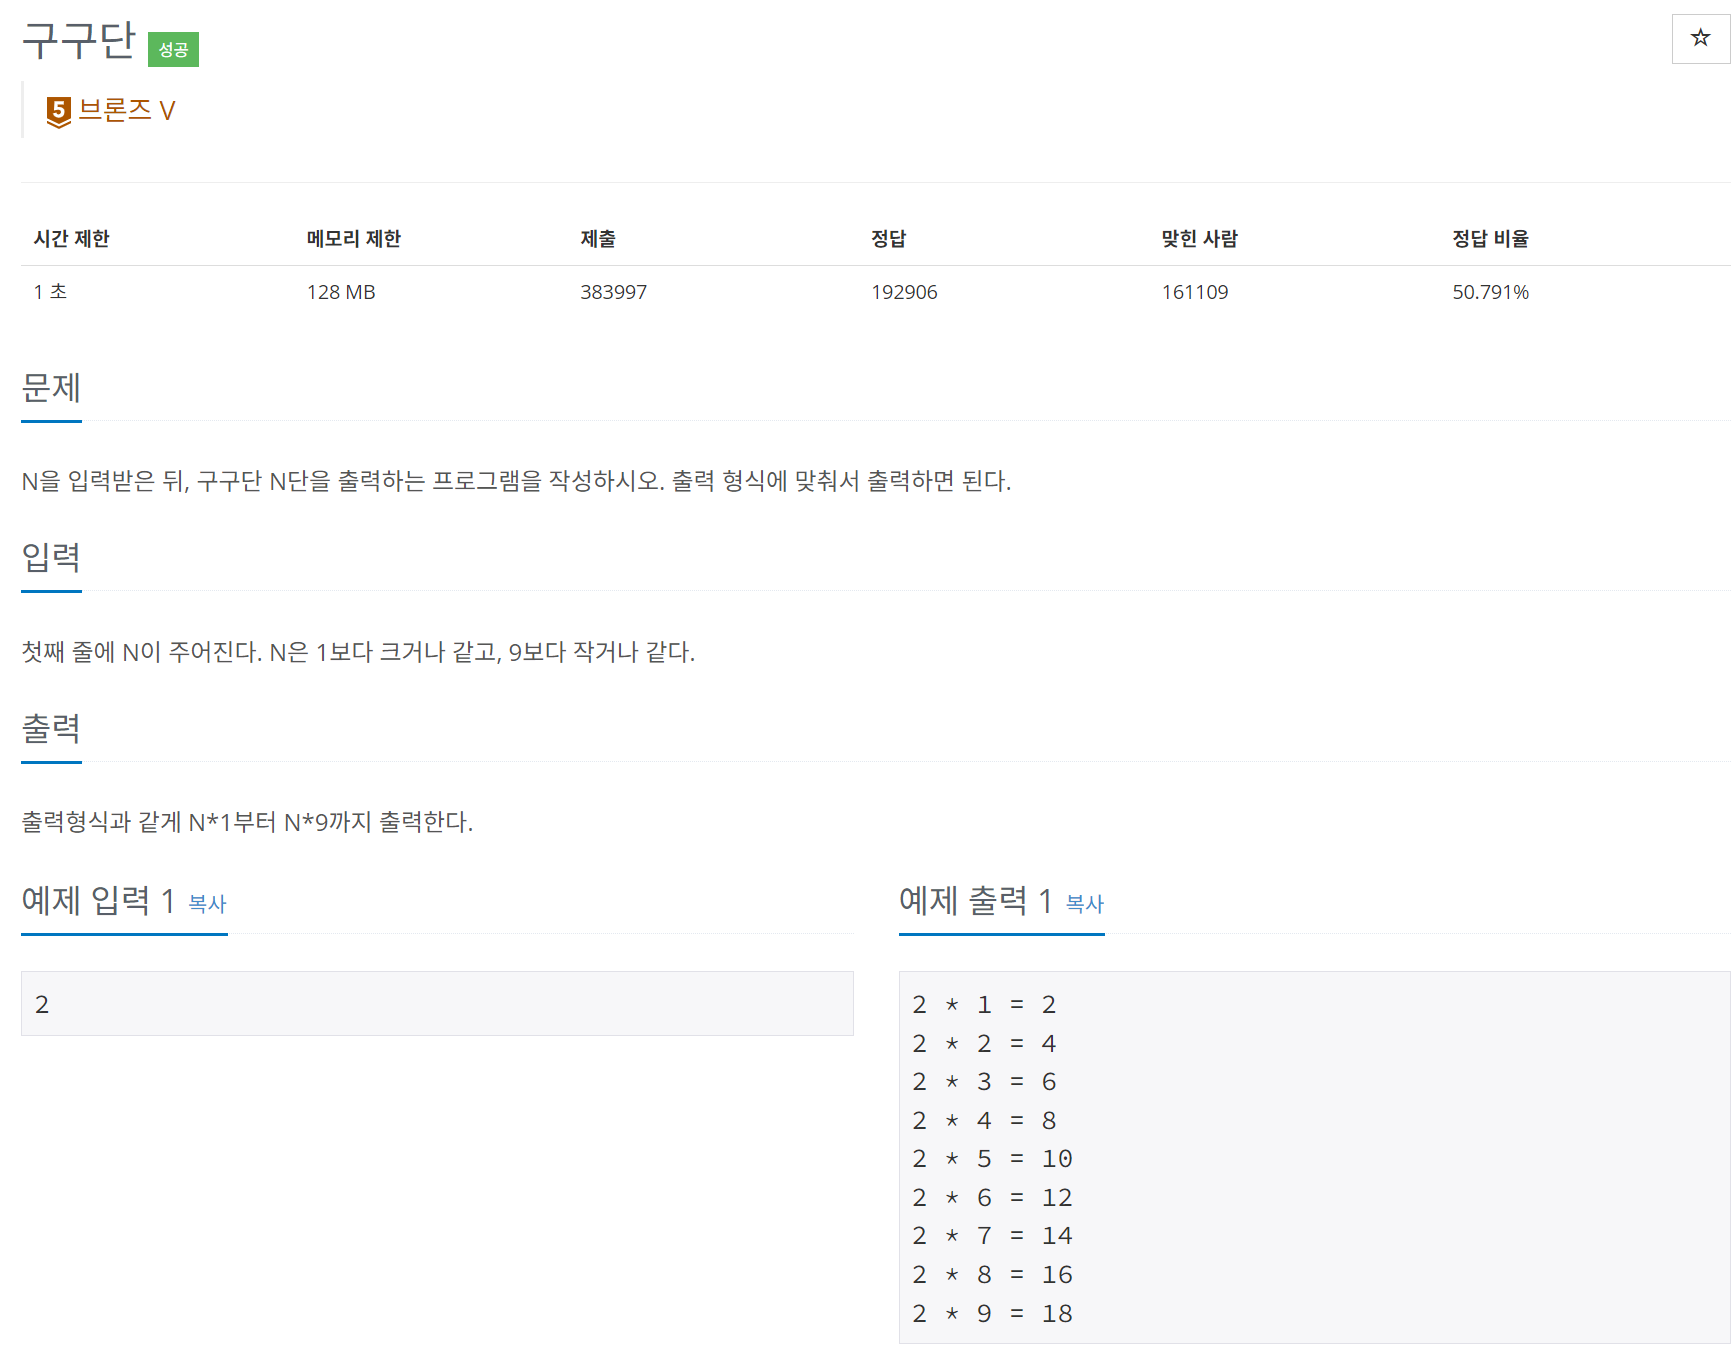 구구단 성공
☆
5 브론즈 V
시간 제한 메모리 제한 제출 정답 맞힌 사람 정답 비율
1 초 128 MB 383997 192906 161109 50.791%
문제
N을 입력받은 뒤, 구구단 N단을 출력하는 프로그램을 작성하시오. 출력 형식에 맞춰서 출력하면 된다.
입력
첫째 줄에 N이 주어진다. N은 1보다 크거나 같고, 9보다 작거나 같다.
출력
출력형식과 같게 N*1부터 N*9까지 출력한다.
예제 입력 1 복사
2
예제 출력 1 복사
2 * 1 = 2
2 * 2 = 4
2 * 3 = 6
2 * 4 = 8
2 * 5 = 10
2 * 6 = 12
2 * 7 = 14
2 * 8 = 16
2 * 9 = 18